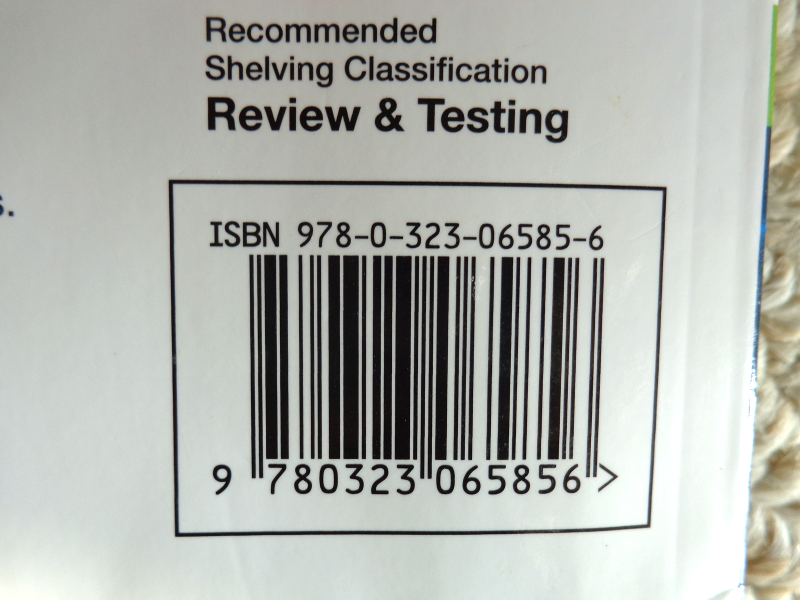 Recommended
Shelving Classification
Review & Testing
s.
ISBN 978-0-323-06585-6
9 780323 065856 >